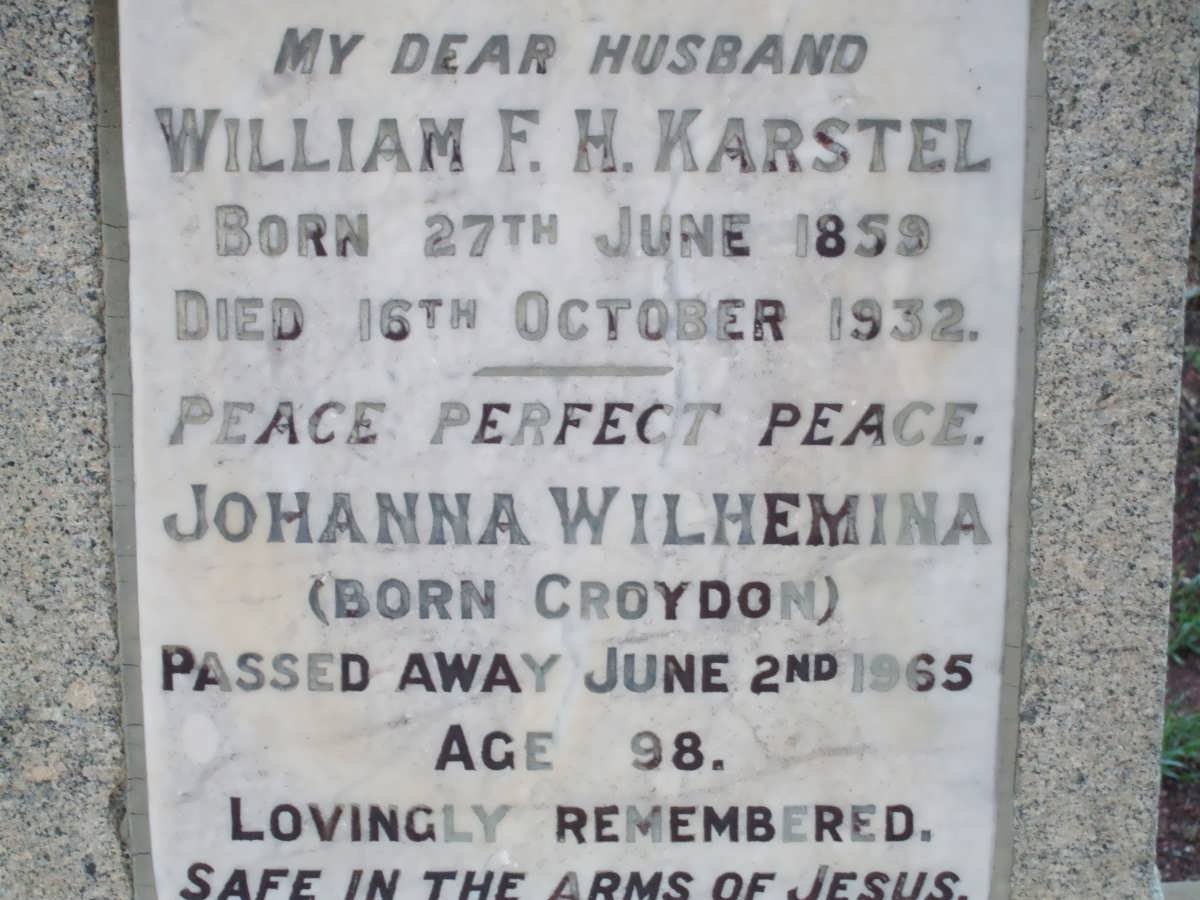 MY DEAR HUSBAND
WILLIAM F. H. KARSTEL
BORN 27TH JUNE 1859
DIED 16TH OCTOBER 1932.
PEACE PERFECT PEACE.
JOHANNA WILHEMINA
(BORN CROYDON)
PASSED AWAY JUNE 2ND 1965
AGE 98.
LOVINGLY REMEMBERED.
SAFE IN THE ARMS OF JESUS.